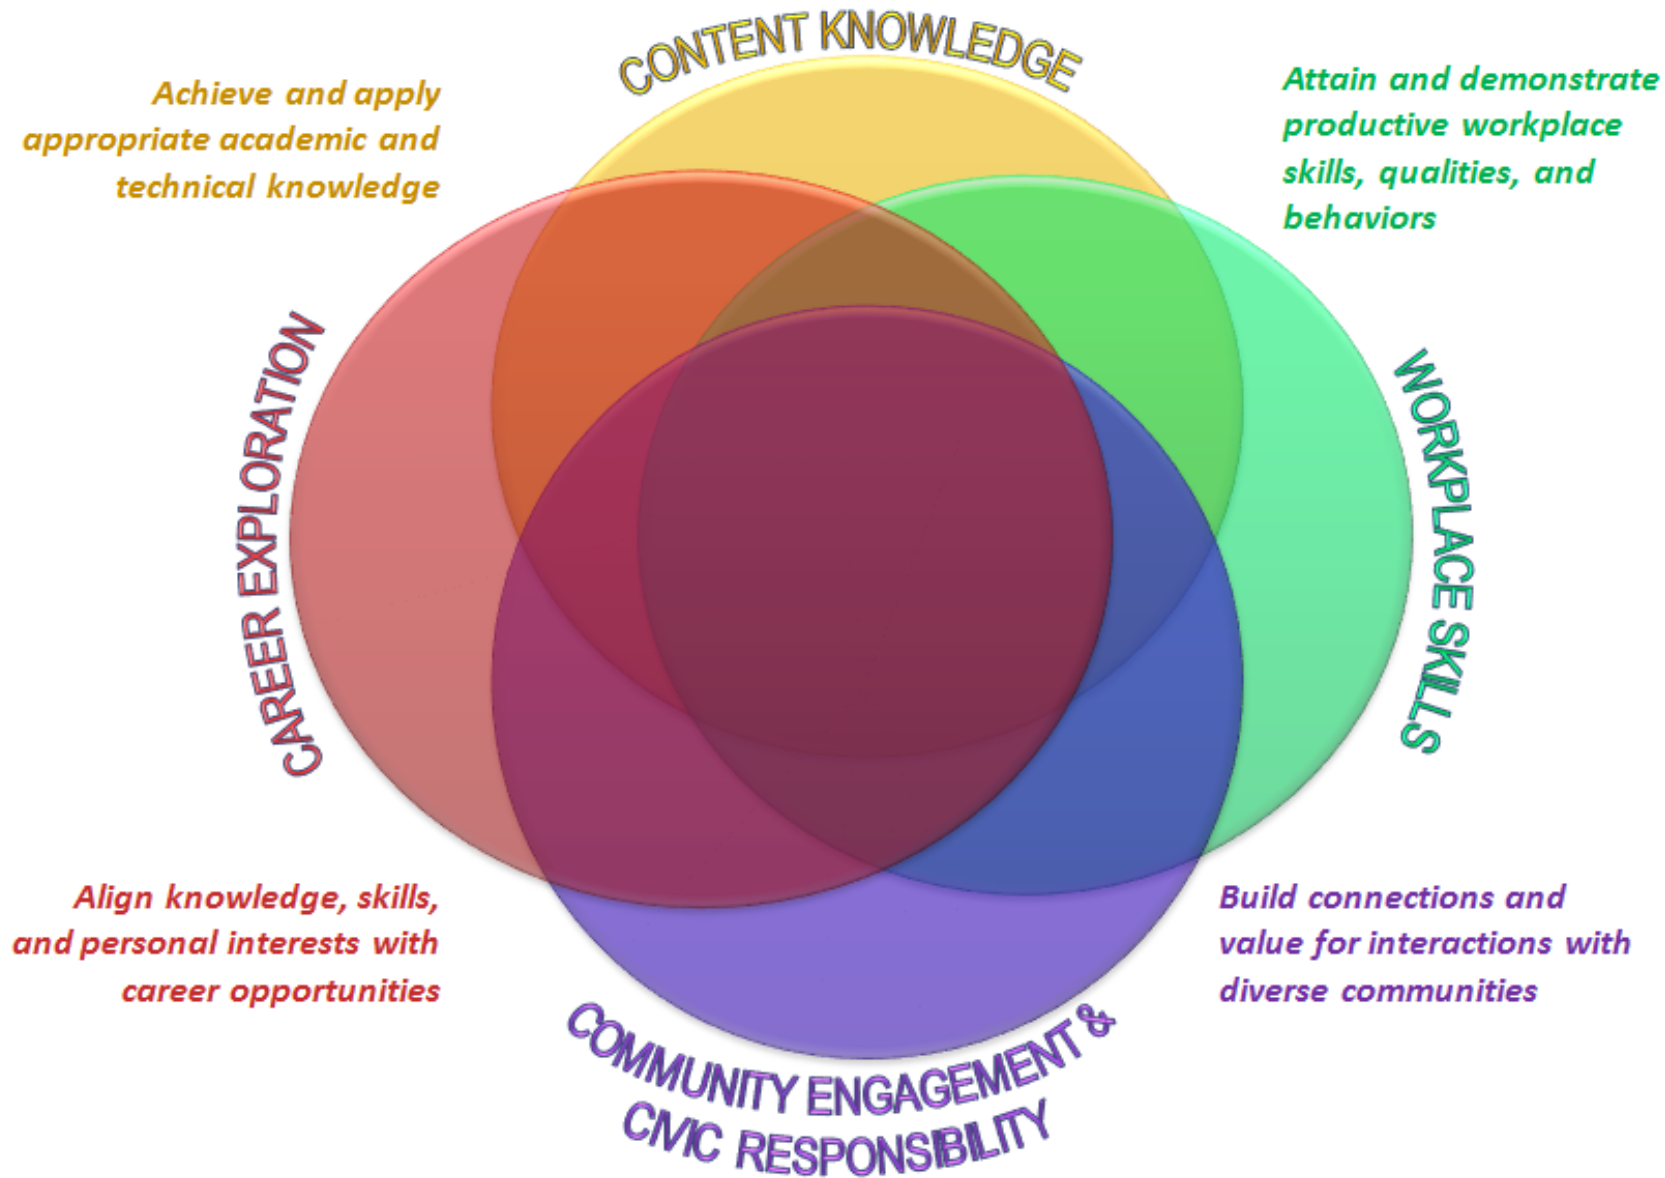 CONTENT KNOWLEDGE
Achieve and apply
appropriate academic and
technical knowledge
Attain and demonstrate
productive workplace
skills, qualities, and
behaviors
CAREER EXPLORATION
WORKPLACE SKILLS
Align knowledge, skills,
and personal interests with
career opportunities
Build connections and
value for interactions with
diverse communities
COMMUNITY ENGAGEMENT &
CIVIC RESPONSIBILITY